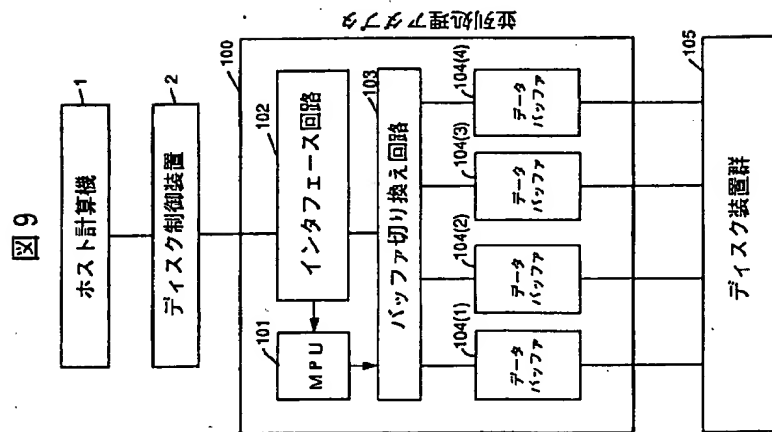 図9
ホスト計算機
1
ディスク制御装置
2
100
並列処理アダプタ
インタフェース回路
102
MPU
101
バッファ切り換え回路
103
データ
バッファ
104(1)
データ
バッファ
104(2)
データ
バッファ
104(3)
データ
バッファ
104(4)
ディスク装置群
105